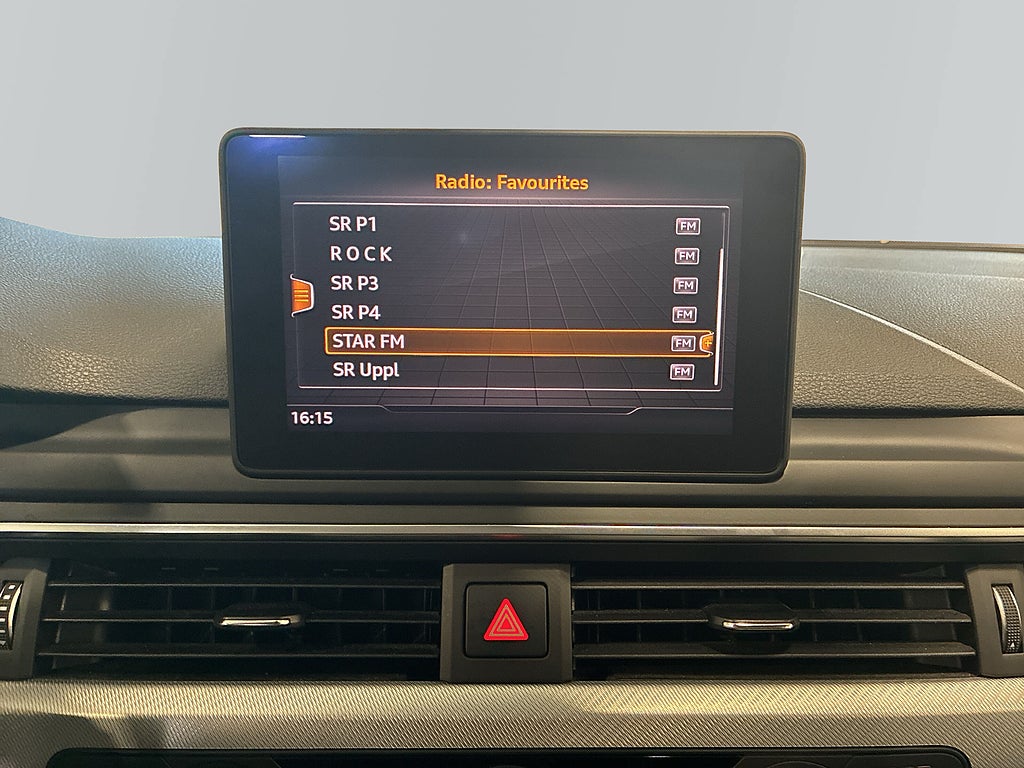 Radio: Favourites
SR P1 FM
R O C K FM
SR P3 FM
SR P4 FM
STAR FM FM
SR Uppl FM
16:15